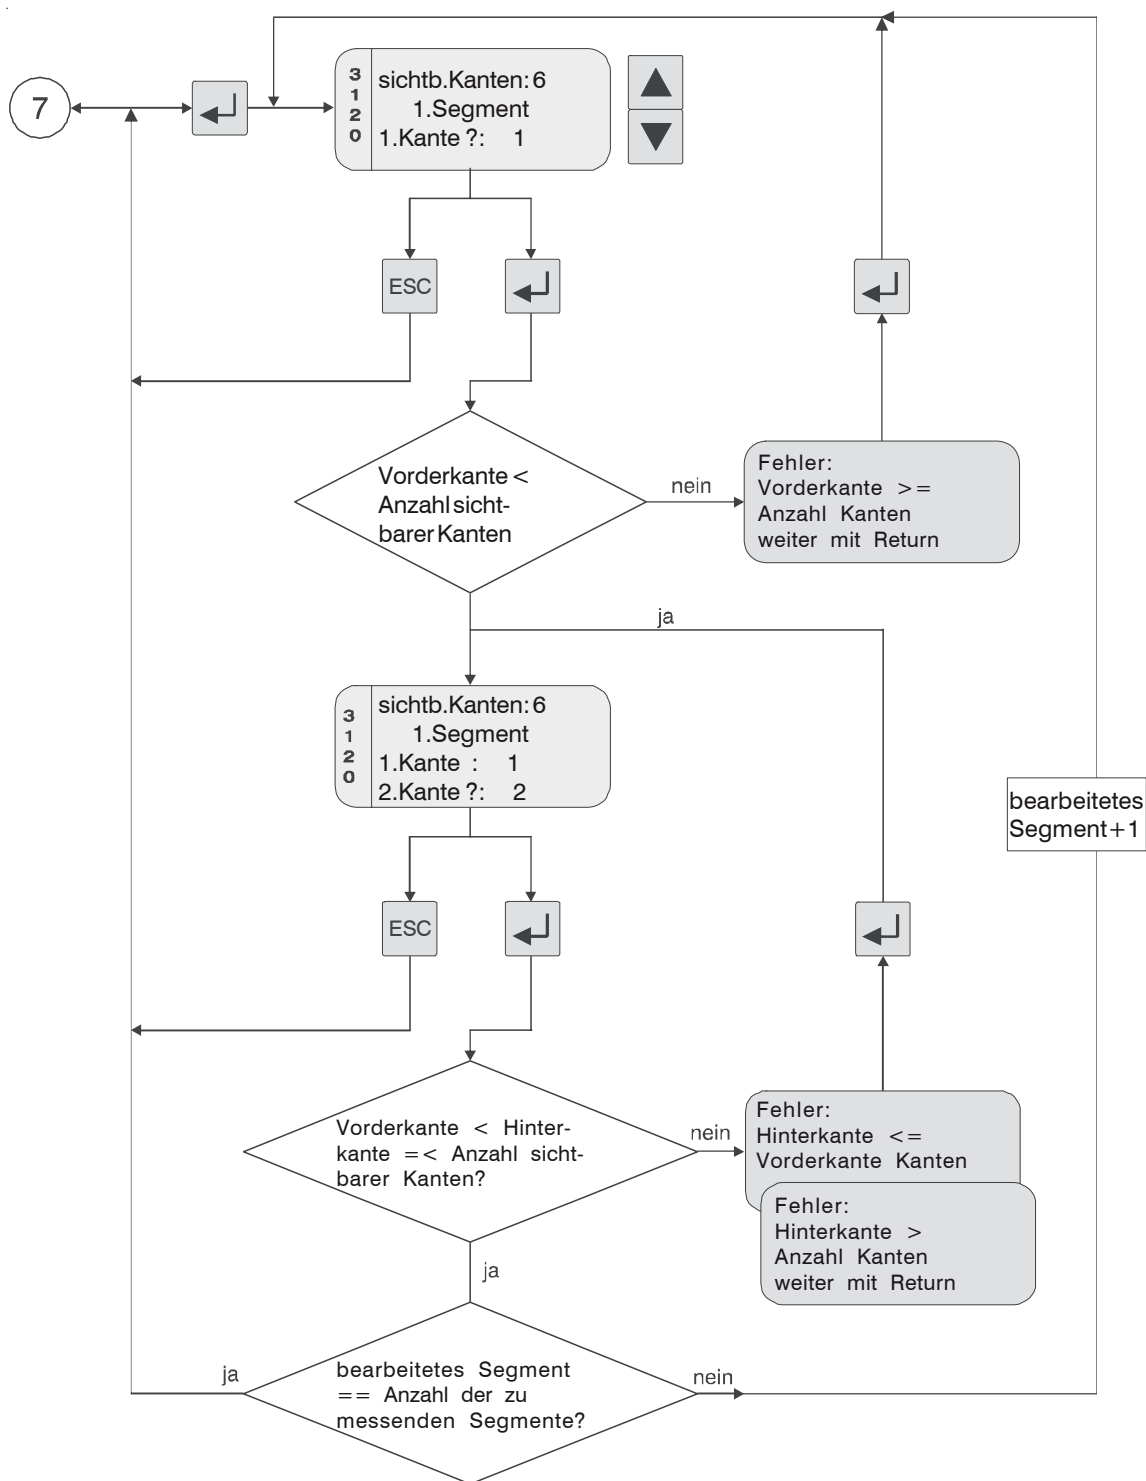 7
3
1
2
0
sichtb.Kanten:6
1.Segment
1.Kante ?: 1
ESC
Vorderkante <
Anzahl sicht-
barer Kanten
nein
Fehler:
Vorderkante >=
Anzahl Kanten
weiter mit Return
ja
3
1
2
0
sichtb.Kanten:6
1.Segment
1.Kante : 1
2.Kante ?: 2
bearbeitetes
Segment+1
ESC
Vorderkante < Hinter-
kante =< Anzahl sicht-
barer Kanten?
nein
Fehler:
Hinterkante <=
Vorderkante Kanten
Fehler:
Hinterkante >
Anzahl Kanten
weiter mit Return
ja
ja
bearbeitetes Segment
== Anzahl der zu
messenden Segmente?
nein